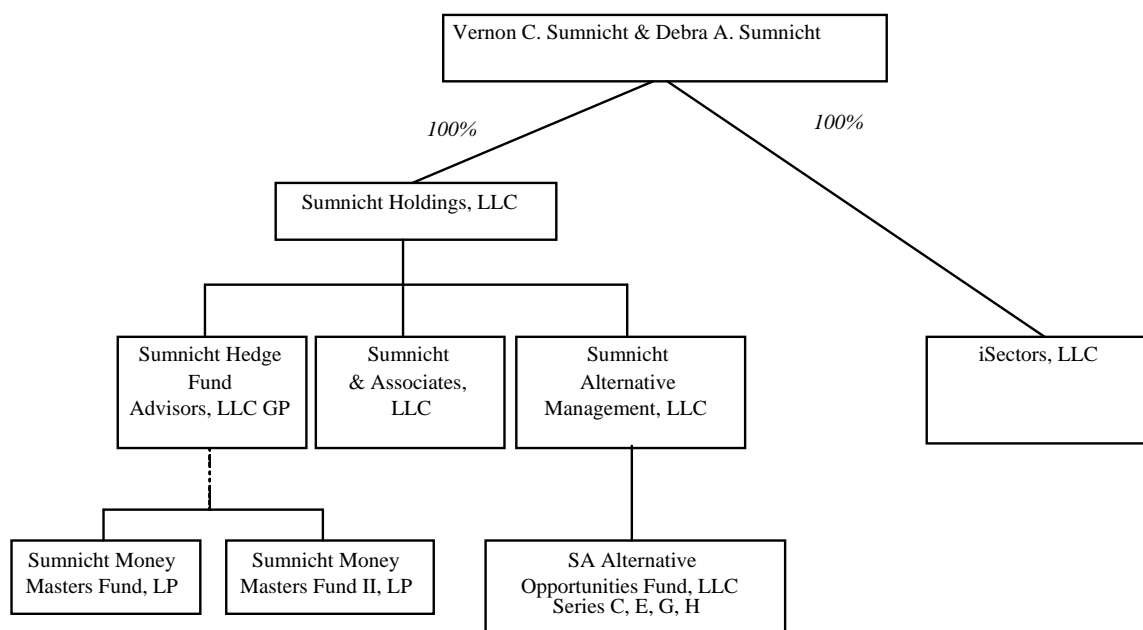 Vernon C. Sumnicht & Debra A. Sumnicht
100%
100%
Sumnicht Holdings, LLC
Sumnicht Hedge
Fund
Advisors, LLC GP
Sumnicht
& Associates,
LLC
Sumnicht
Alternative
Management, LLC
iSectors, LLC
Sumnicht Money
Masters Fund, LP
Sumnicht Money
Masters Fund II, LP
SA Alternative
Opportunities Fund, LLC
Series C, E, G, H